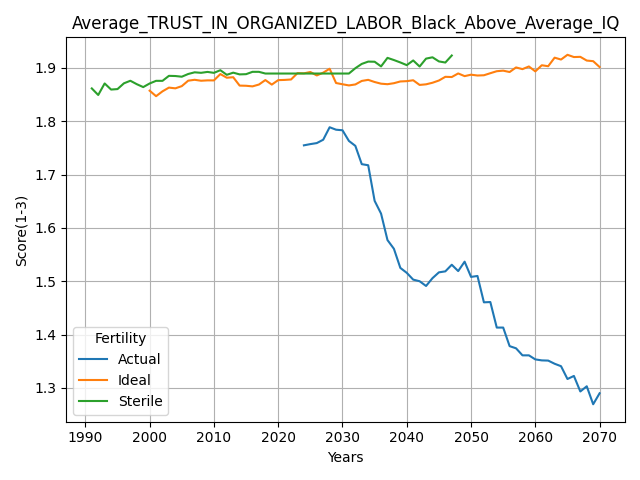 Average_TRUST_IN_ORGANIZED_LABOR_Black_Above_Average_IQ
Score(1-3)
1.9
1.8
1.7
1.6
1.5
1.4
1.3
Fertility
Actual
Ideal
Sterile
1990 2000 2010 2020 2030 2040 2050 2060 2070
Years